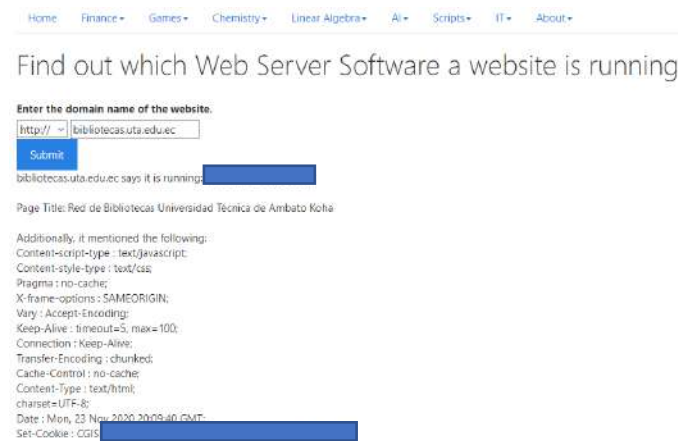 Home Finance Games Chemistry Linear Algebra AI Scripts IT About
Find out which Web Server Software a website is running
Enter the domain name of the website.
http:// bibliotecas.uta.edu.ec
Submit
bibliotecas.uta.edu.ec says it is running:
Page Title: Red de Bibliotecas Universidad Técnica de Ambato Koha
Additionally, it mentioned the following:
Content-script-type : text/javascript;
Content-style-type : text/css;
Pragma : no-cache;
X-frame-options : SAMEORIGIN;
Vary : Accept-Encoding;
Keep-Alive : timeout=5, max=100;
Connection : Keep-Alive;
Transfer-Encoding : chunked;
Cache-Control : no-cache;
Content-Type : text/html;
charset=UTF-8;
Date : Mon, 23 Nov 2020 20:09:40 GMT;
Set-Cookie : CGIS